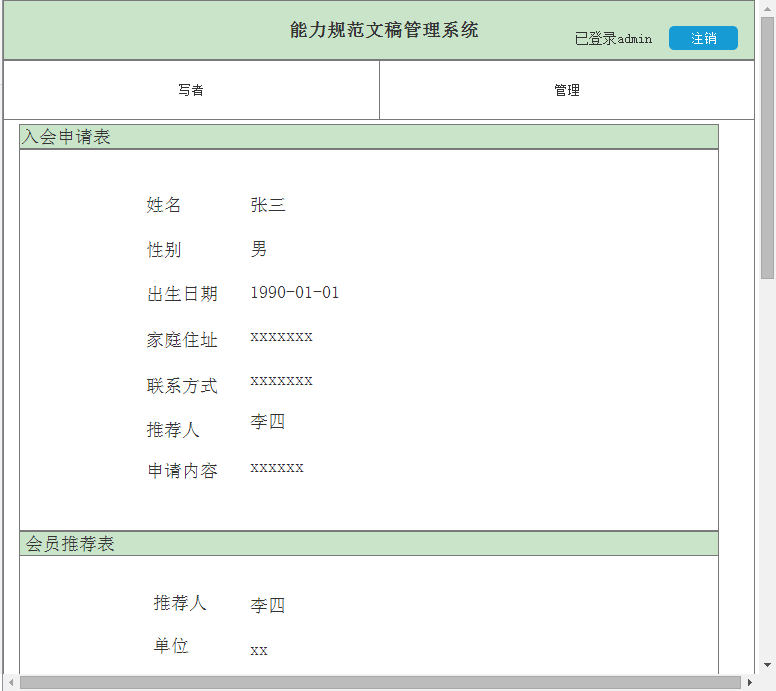 能力规范文稿管理系统
已登录admin 注销
写者 管理
入会申请表
姓名 张三
性别 男
出生日期 1990-01-01
家庭住址 xxxxxxx
联系方式 xxxxxxx
推荐人 李四
申请内容 xxxxxx
会员推荐表
推荐人 李四
单位 xx